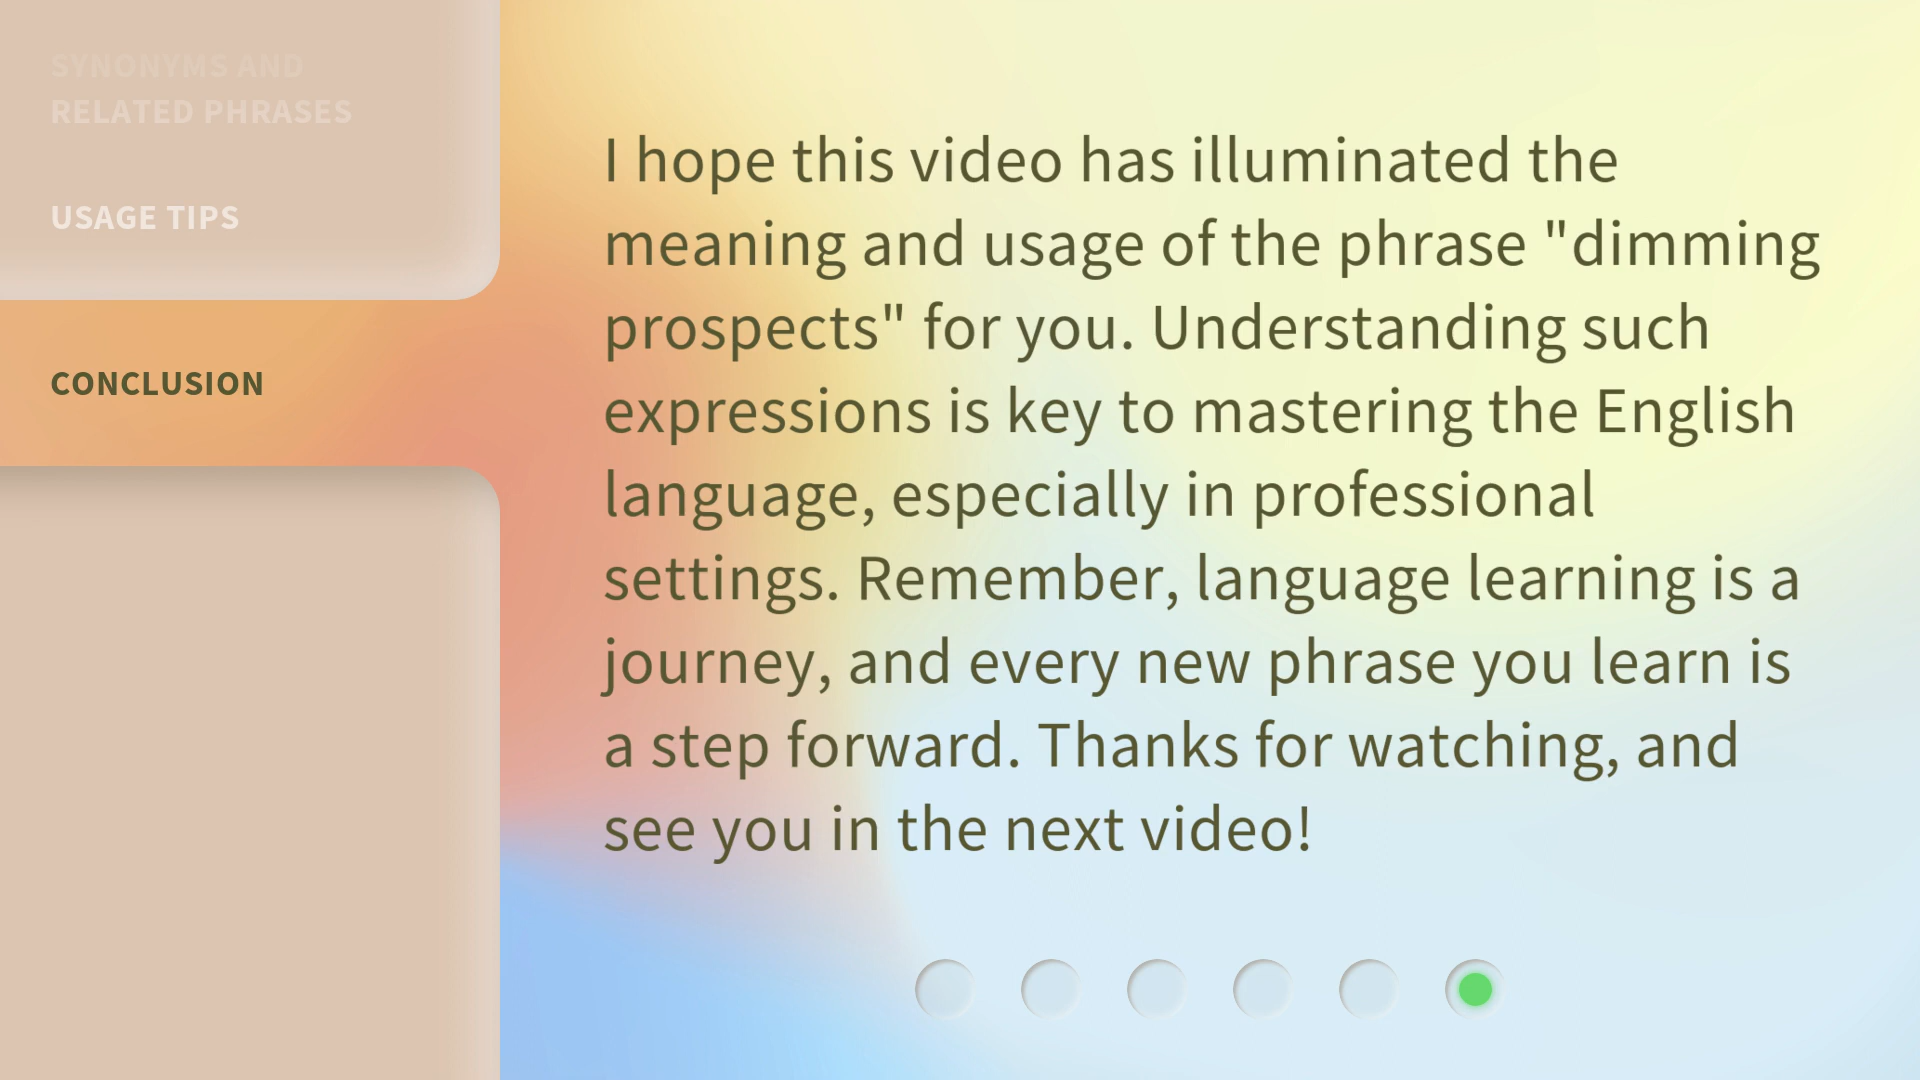 SYNONYMS AND
RELATED PHRASES
USAGE TIPS
CONCLUSION
I hope this video has illuminated the
meaning and usage of the phrase "dimming
prospects" for you. Understanding such
expressions is key to mastering the English
language, especially in professional
settings. Remember, language learning is a
journey, and every new phrase you learn is
a step forward. Thanks for watching, and
see you in the next video!